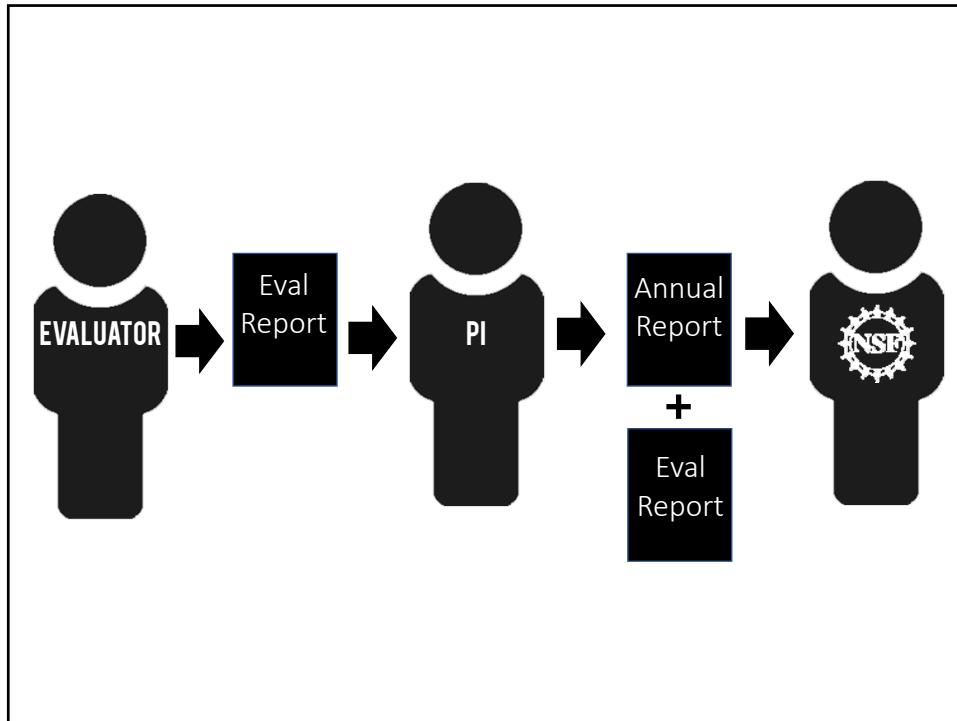 EVALUATOR
Eval
Report
PI
Annual
Report
+
Eval
Report
NSF